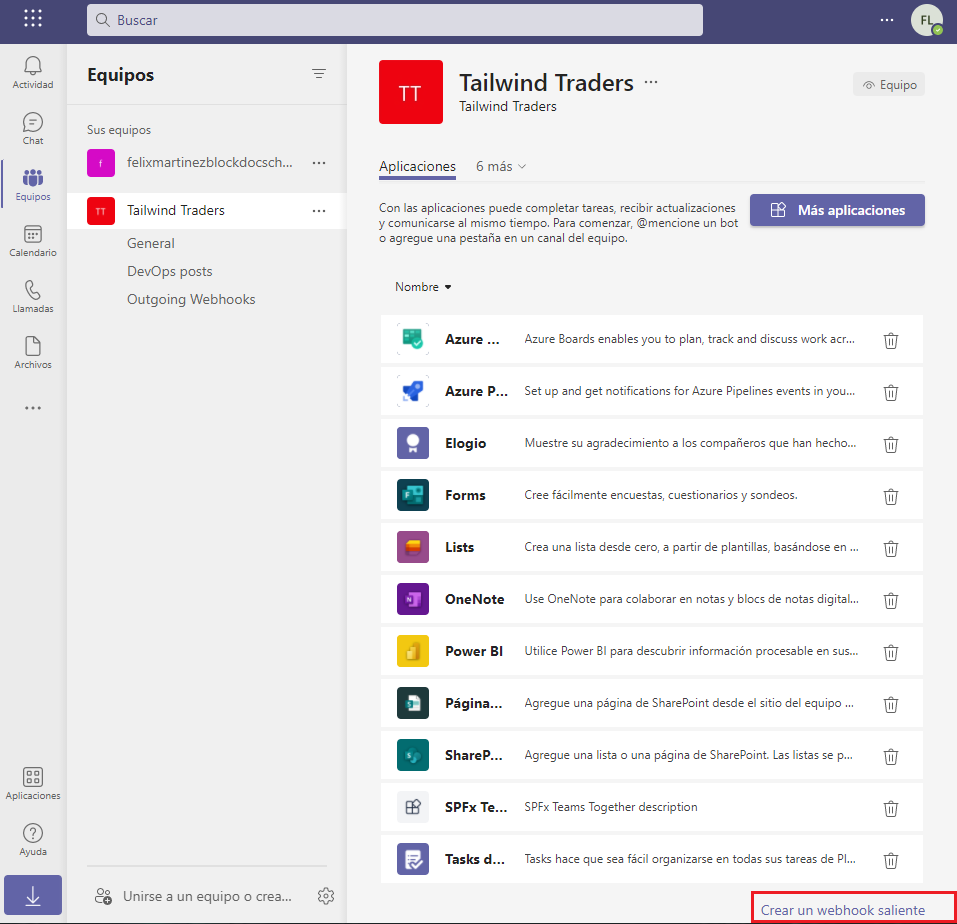 Buscar
FL
Actividad
Chat
Equipos
Calendario
Llamadas
Archivos
Aplicaciones
Ayuda
Equipos
Sus equipos
f
felixmartinezblockdocsch...
TT
Tailwind Traders
General
DevOps posts
Outgoing Webhooks
Unirse a un equipo o crea...
TT
Tailwind Traders
Tailwind Traders
Equipo
Aplicaciones
6 más
Con las aplicaciones puede completar tareas, recibir actualizaciones
y comunicarse al mismo tiempo. Para comenzar, @mencione un bot
o agregue una pestaña en un canal del equipo.
Más aplicaciones
Nombre
Azure ... Azure Boards enables you to plan, track and discuss work acr...
Azure P... Set up and get notifications for Azure Pipelines events in you...
Elogio Muestre su agradecimiento a los compañeros que han hecho...
Forms Cree fácilmente encuestas, cuestionarios y sondeos.
Lists Crea una lista desde cero, a partir de plantillas, basándose en ...
OneNote Use OneNote para colaborar en notas y blocs de notas digital...
Power BI Utilice Power BI para descubrir información procesable en sus...
Página... Agregue una página de SharePoint desde el sitio del equipo ...
ShareP... Agregue una lista o una página de SharePoint. Las listas se p...
SPFx Te... SPFx Teams Together description
Tasks d... Tasks hace que sea fácil organizarse en todas sus tareas de Pl...
Crear un webhook saliente